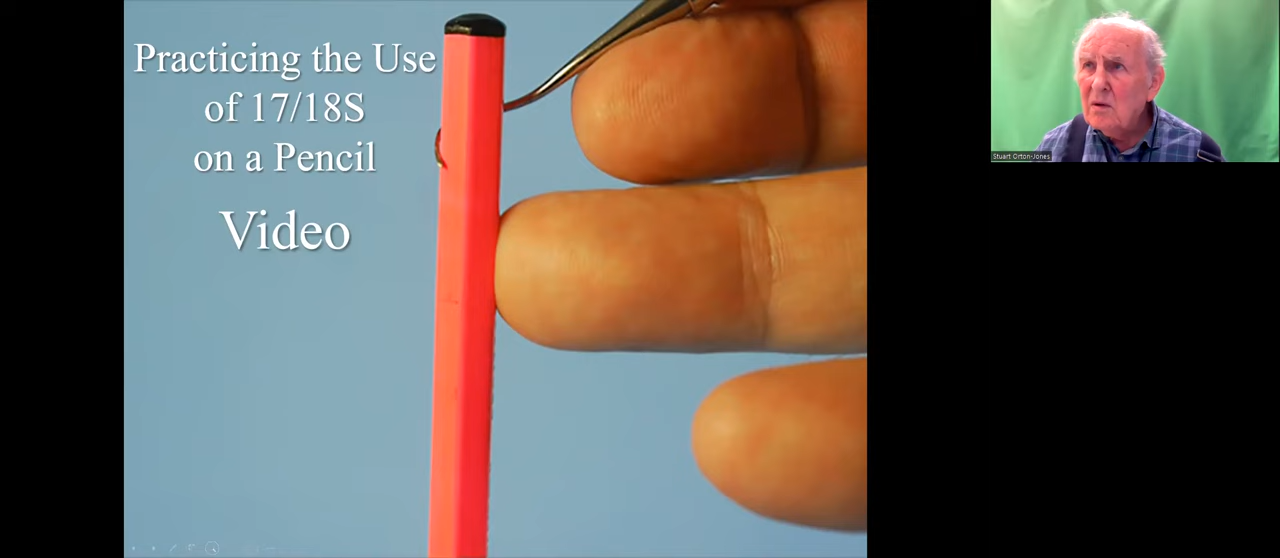 Practicing the Use
of 17/18S
on a Pencil
Video
Stuart Orton-Jones